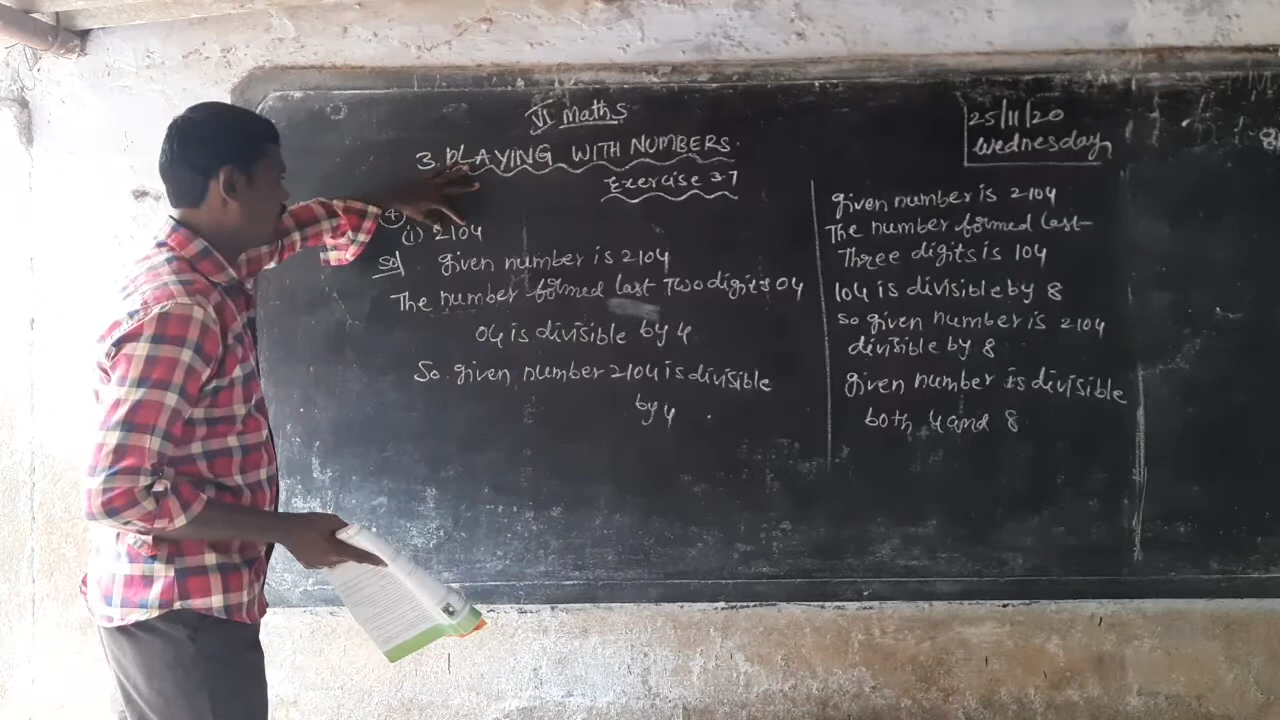 VI Maths
3. PLAYING WITH NUMBERS
Exercise 3.7
25/11/20
Wednesday
4
(i) 2104
Sol
given number is 2104
The number formed last Two digit is 04
04 is divisible by 4
So given number 2104 is divisible
by 4.
given number is 2104
The number formed last
Three digits is 104
104 is divisible by 8
so given number is 2104
divisible by 8
given number is divisible
both 4 and 8